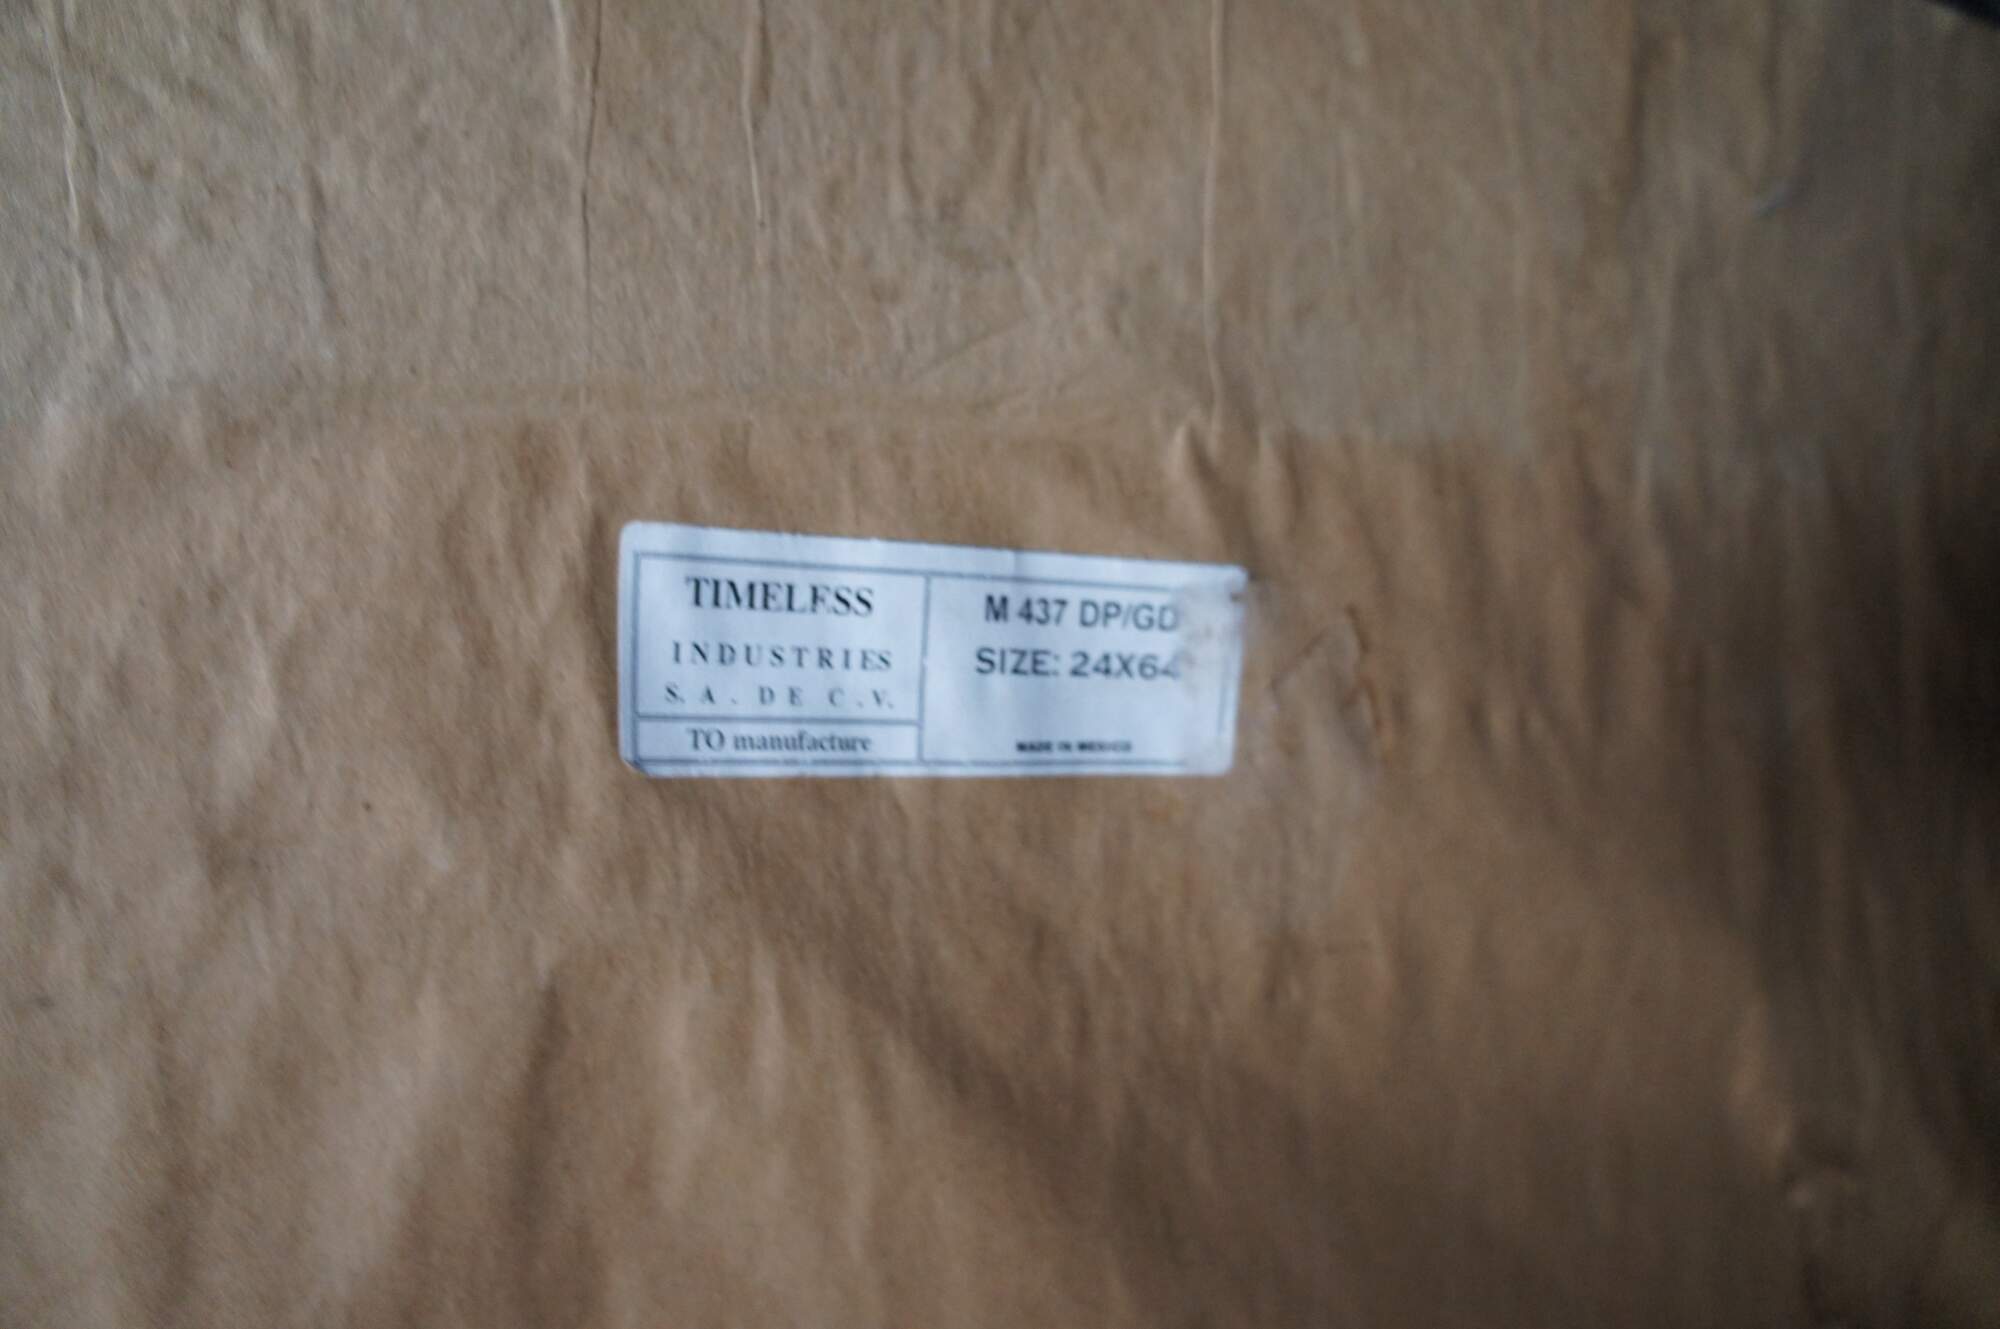 TIMELESS
INDUSTRIES
S. A. DE C.V.
TO manufacture
M 437 DP/GD
SIZE: 24X64
MADE IN MEXICO